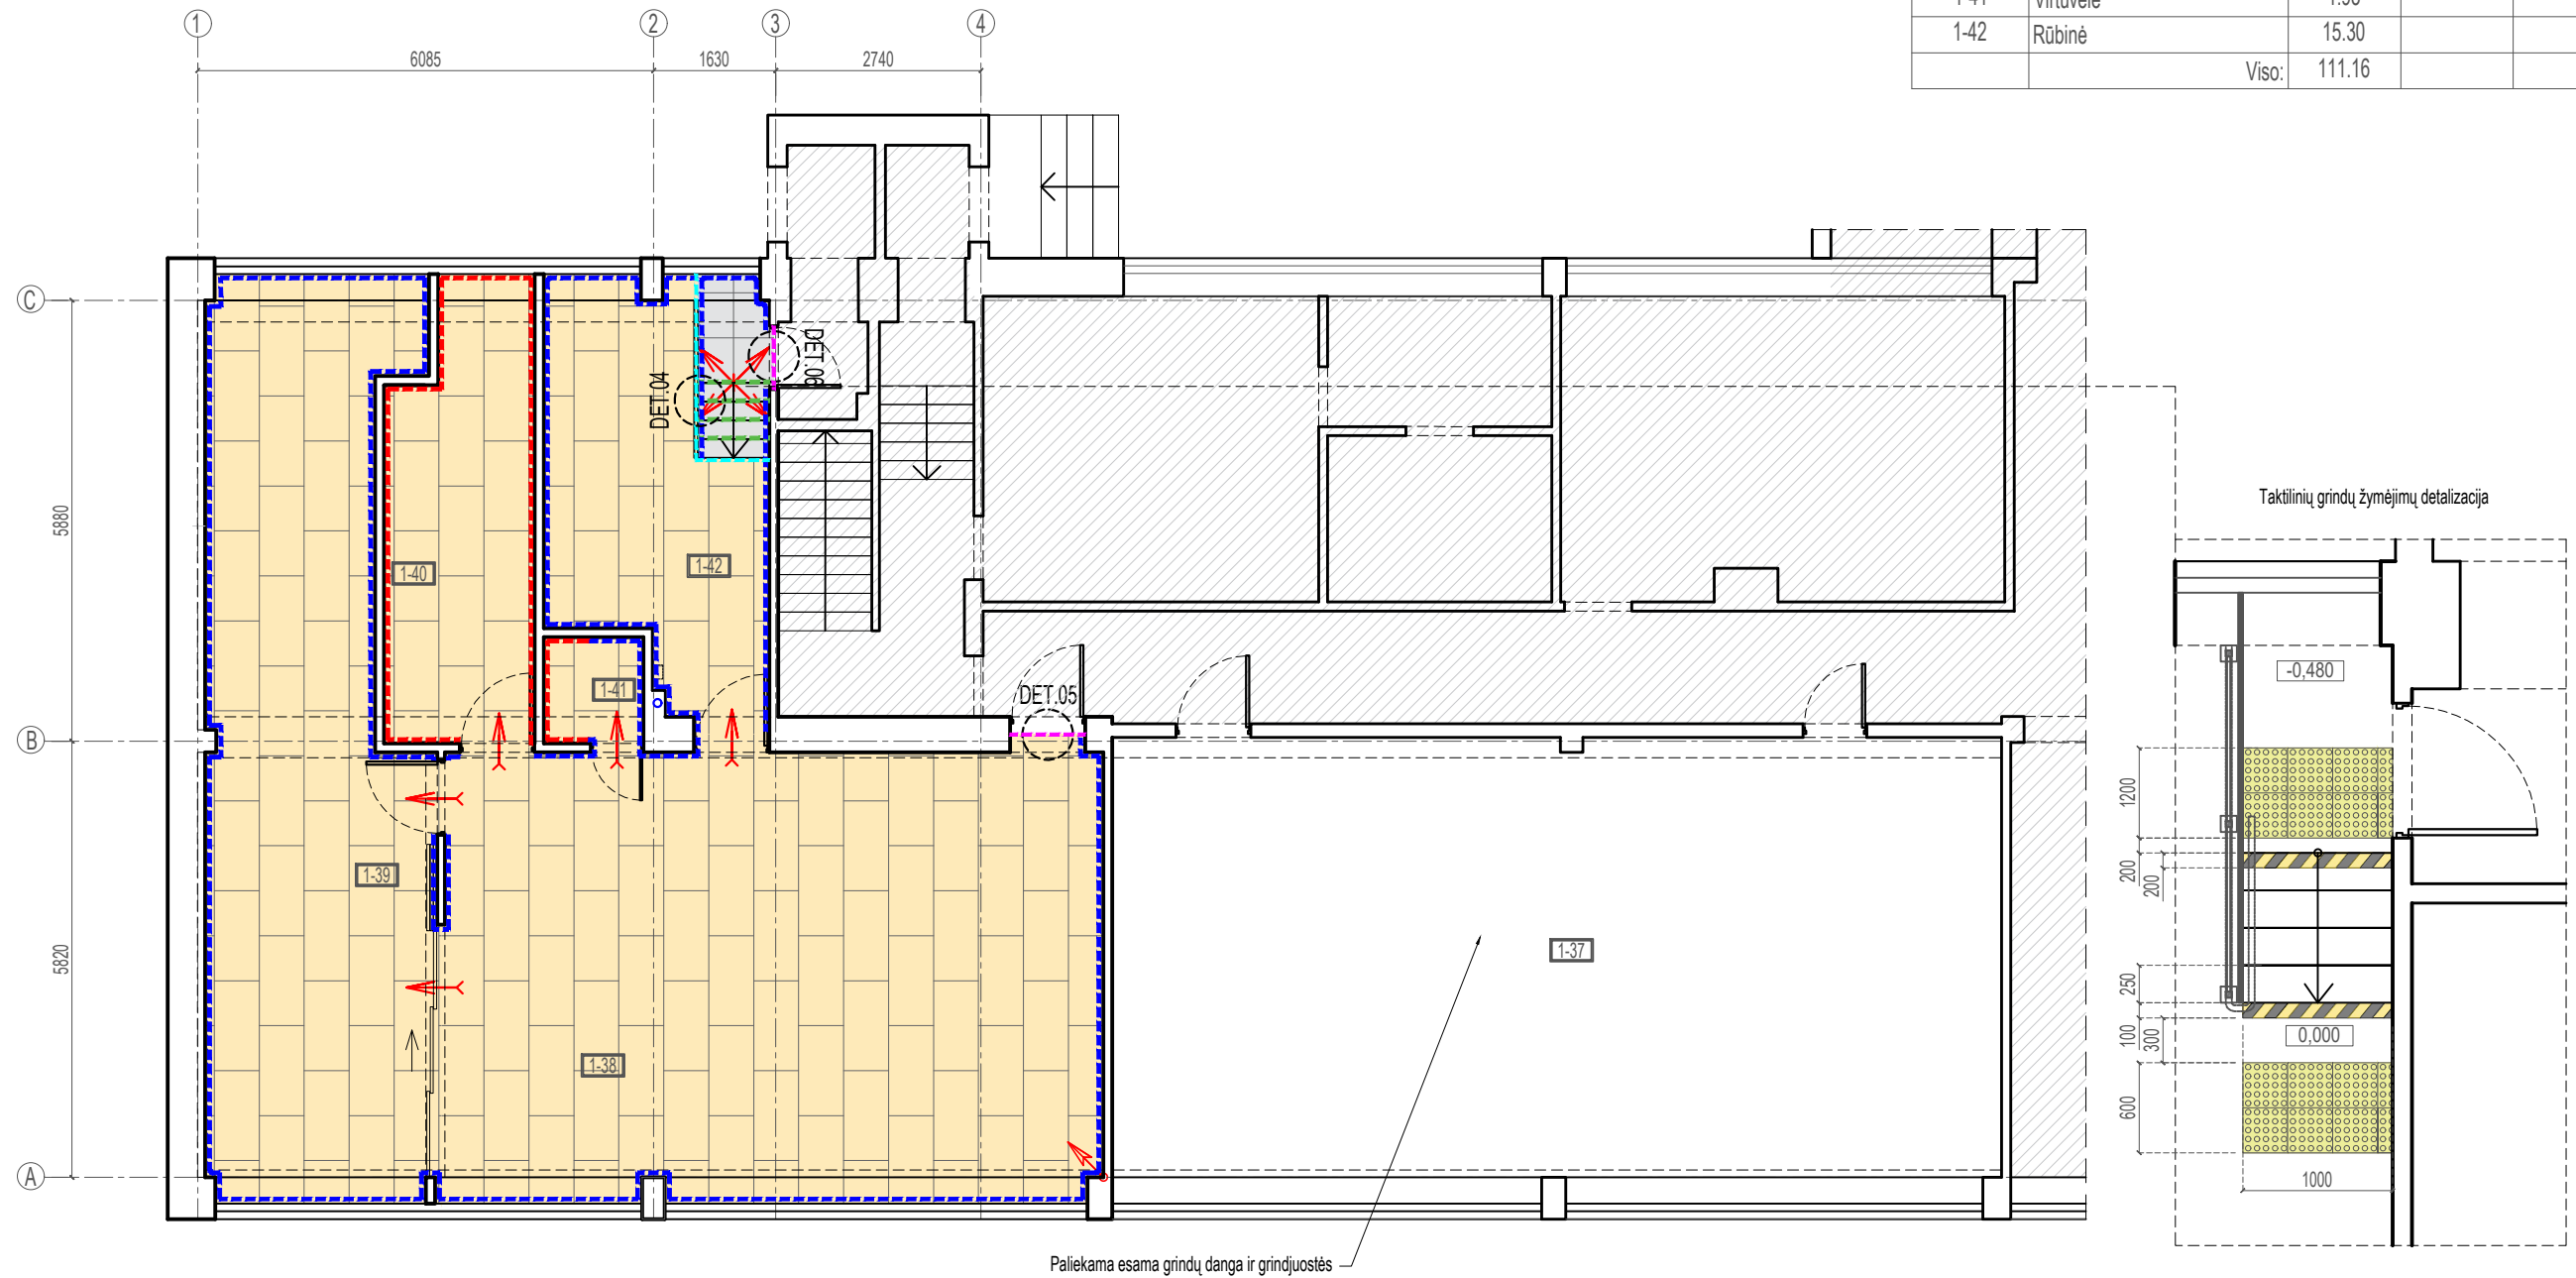 1-42 Rūbinė 15.30
Viso: 111.16
1 2 3 4
6085 1630 2740
C
B
A
5880
5820
DET.04
DET.06
DET.05
1-40
1-42
1-41
1-39
1-38
1-37
Paliekama esama grindų danga ir grindjuostės
Taktilinių grindų žymėjimų detalizacija
-0,480
1200
200
200
250
100
300
0,000
600
1000